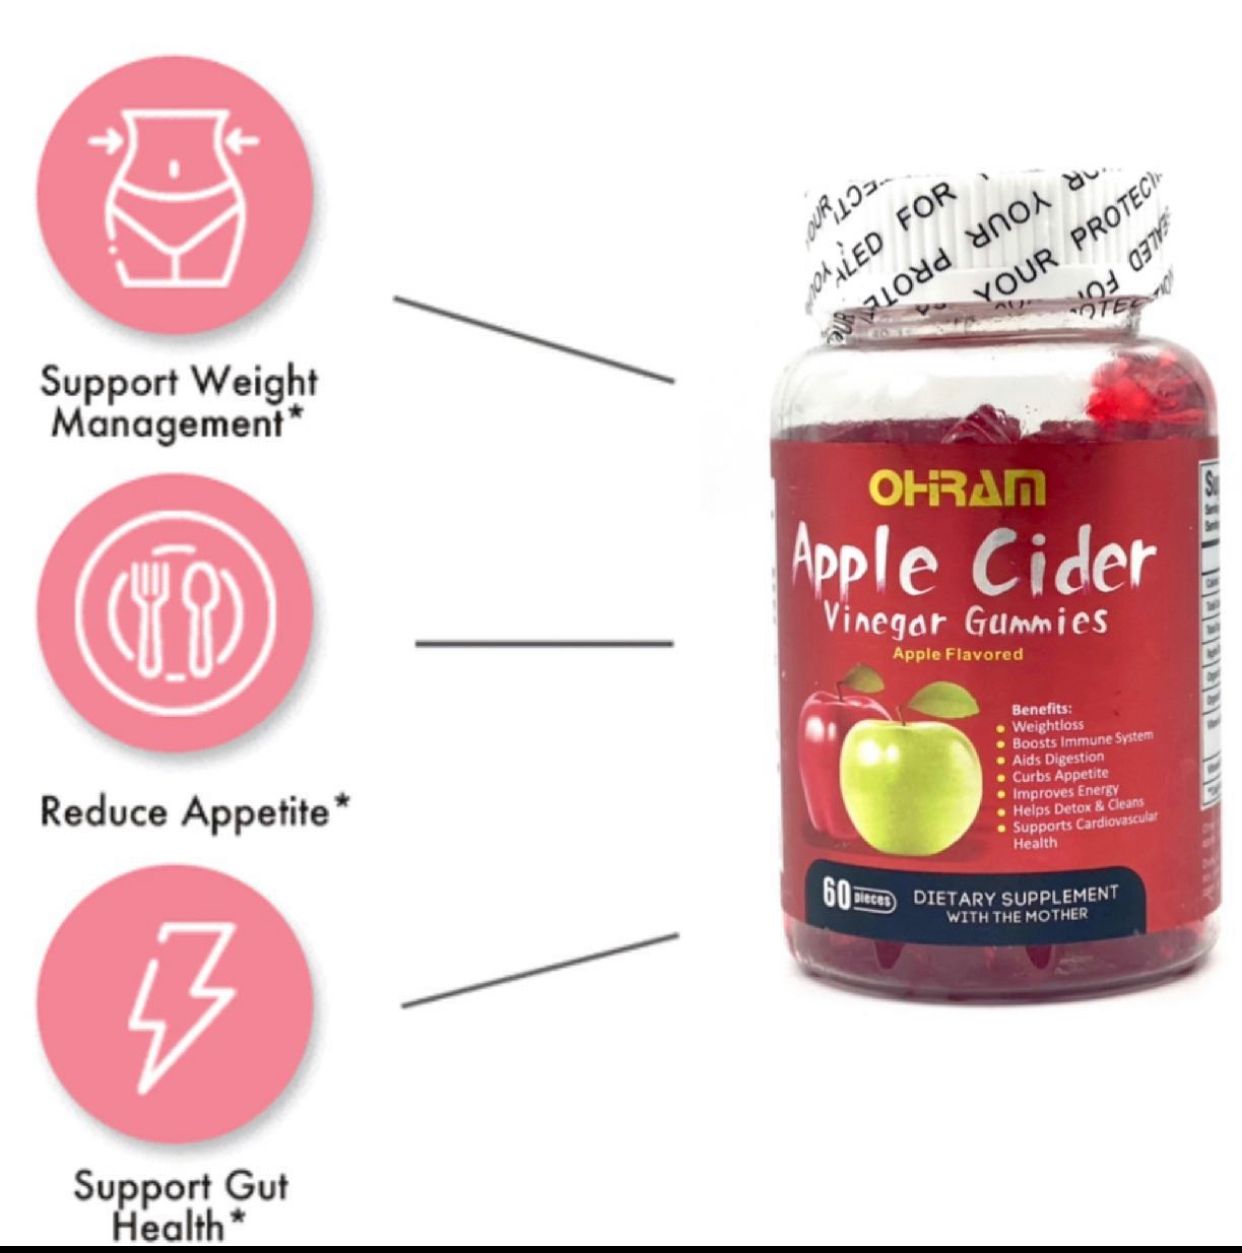 Support Weight
Management*
Reduce Appetite*
Support Gut
Health*
SEALED FOR YOUR PROTECTION
OHRAM
Apple Cider
Vinegar Gummies
Apple Flavored
Benefits:
Weightloss
Boosts Immune System
Aids Digestion
Curbs Appetite
Improves Energy
Helps Detox & Cleans
Supports Cardiovascular
Health
60 pieces
DIETARY SUPPLEMENT
WITH THE MOTHER